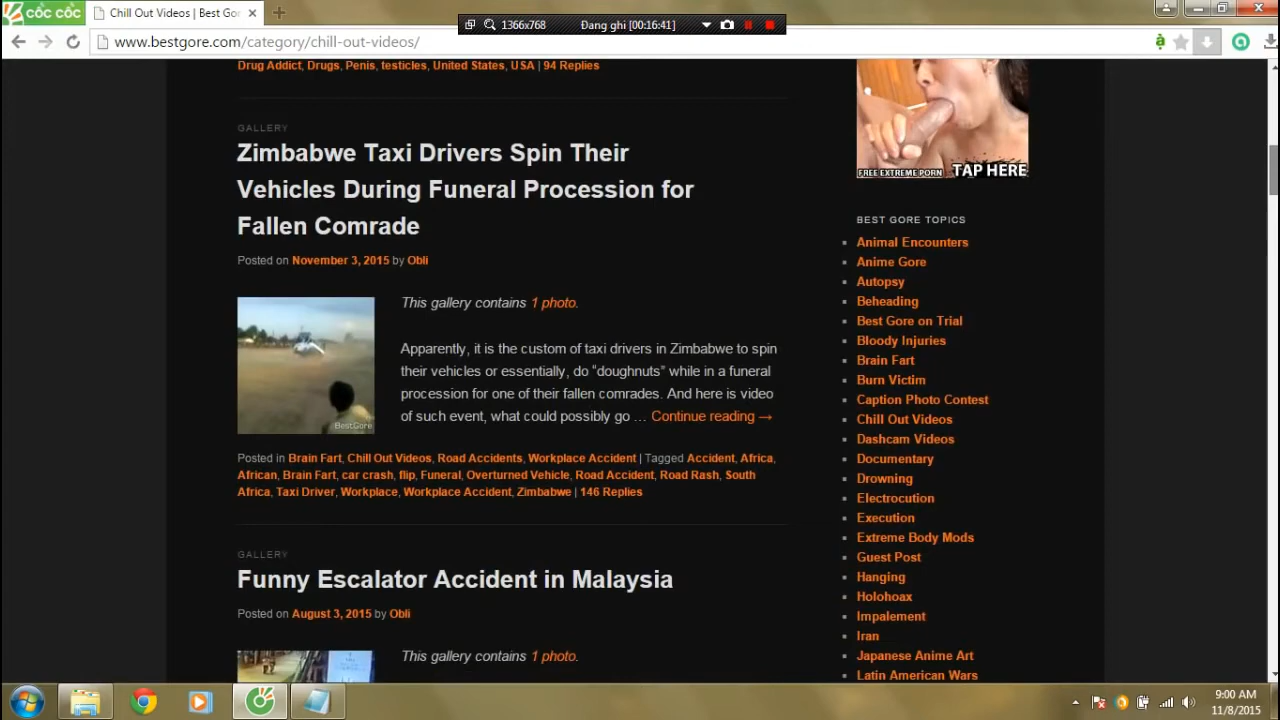 cốc cốc
Chill Out Videos | Best Gor
1366x768
Đang ghi [00:16:41]
www.bestgore.com/category/chill-out-videos/
Drug Addict, Drugs, Penis, testicles, United States, USA | 94 Replies
GALLERY
Zimbabwe Taxi Drivers Spin Their
Vehicles During Funeral Procession for
Fallen Comrade
Posted on November 3, 2015 by Obli
This gallery contains 1 photo.
Apparently, it is the custom of taxi drivers in Zimbabwe to spin
their vehicles or essentially, do “doughnuts” while in a funeral
procession for one of their fallen comrades. And here is video
of such event, what could possibly go … Continue reading →
BestGore
Posted in Brain Fart, Chill Out Videos, Road Accidents, Workplace Accident | Tagged Accident, Africa,
African, Brain Fart, car crash, flip, Funeral, Overturned Vehicle, Road Accident, Road Rash, South
Africa, Taxi Driver, Workplace, Workplace Accident, Zimbabwe | 146 Replies
GALLERY
Funny Escalator Accident in Malaysia
Posted on August 3, 2015 by Obli
This gallery contains 1 photo.
FREE EXTREME PORN TAP HERE
BEST GORE TOPICS
Animal Encounters
Anime Gore
Autopsy
Beheading
Best Gore on Trial
Bloody Injuries
Brain Fart
Burn Victim
Caption Photo Contest
Chill Out Videos
Dashcam Videos
Documentary
Drowning
Electrocution
Execution
Extreme Body Mods
Guest Post
Hanging
Holohoax
Impalement
Iran
Japanese Anime Art
Latin American Wars
9:00 AM
11/8/2015